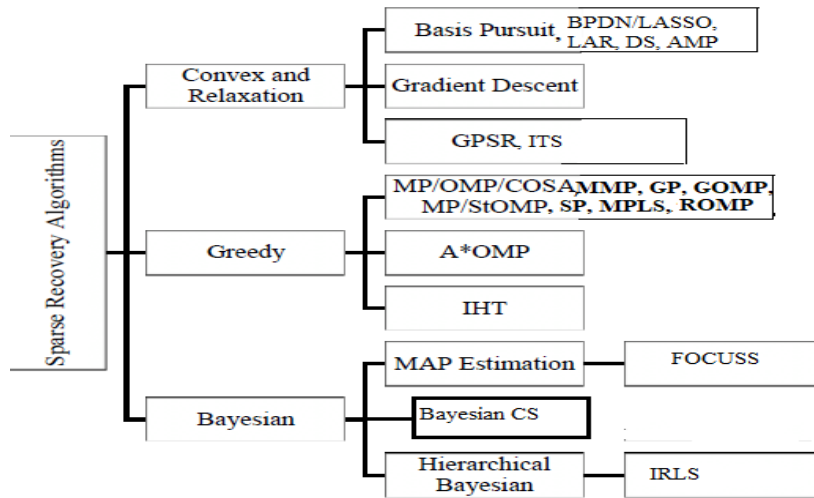 Sparse Recovery Algorithms
Convex and
Relaxation
Basis Pursuit, BPDN/LASSO,
LAR, DS, AMP
Gradient Descent
GPSR, ITS
Greedy
MP/OMP/COSA MMP, GP, GOMP,
MP/StOMP, SP, MPLS, ROMP
A*OMP
IHT
Bayesian
MAP Estimation
FOCUSS
Bayesian CS
Hierarchical
Bayesian
IRLS